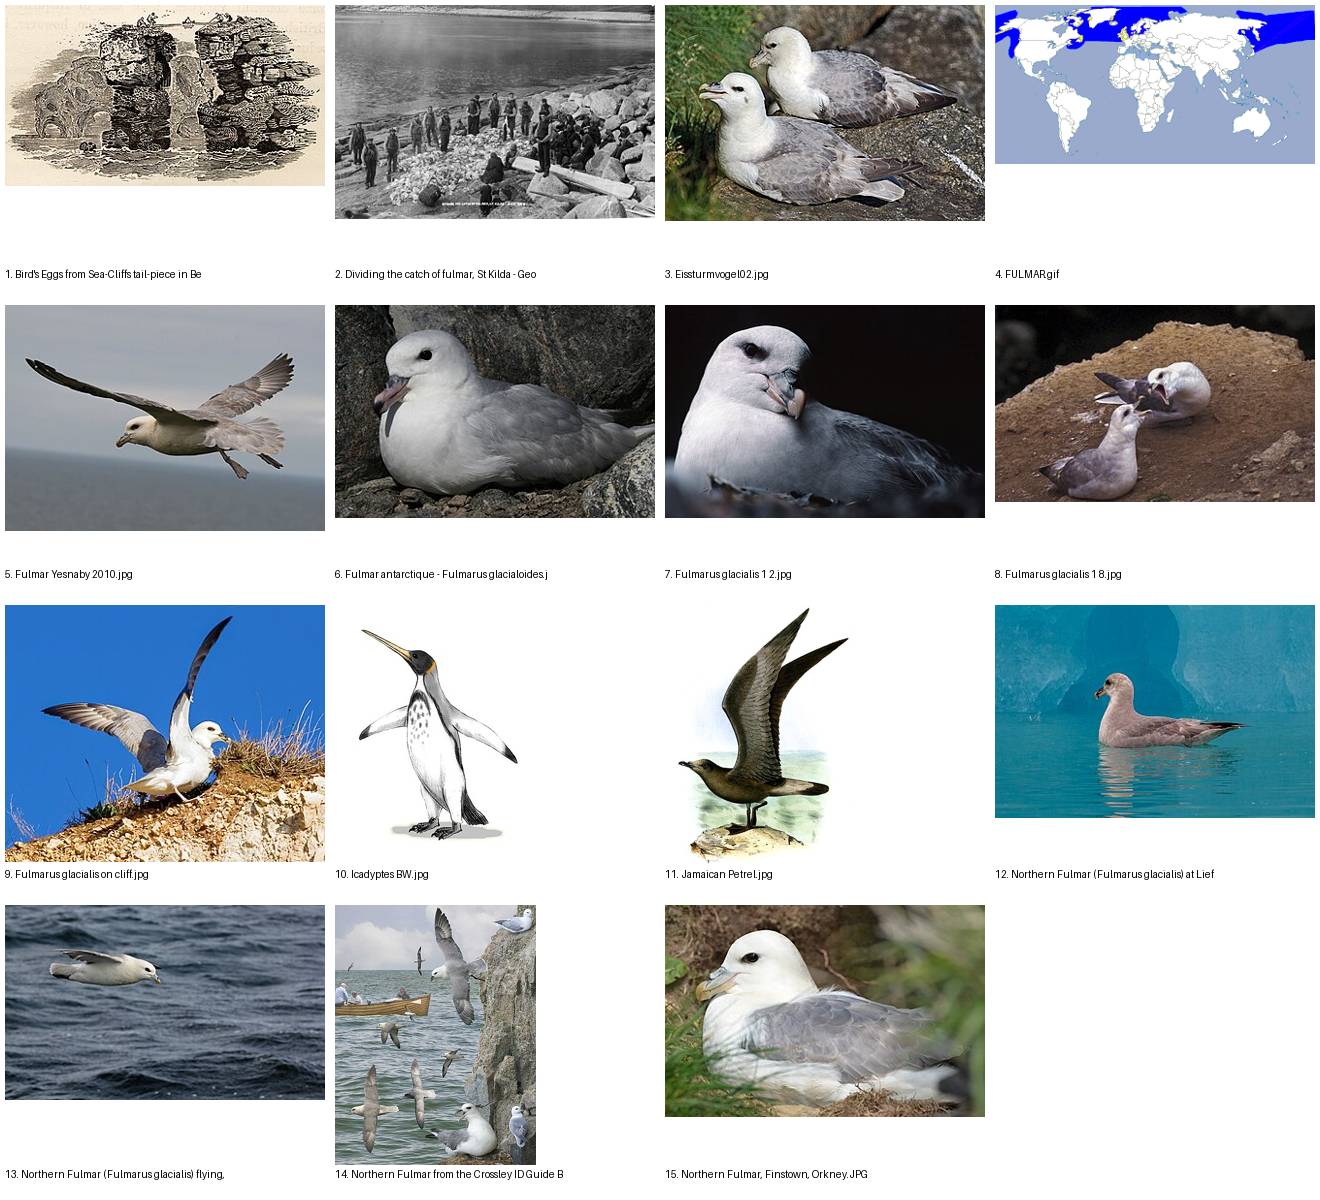 1. Bird's Eggs from Sea-Cliffs tail-piece in Be
2. Dividing the catch of fulmar, St Kilda - Geo
3. Eissturmvogel02.jpg
4. FULMAR.gif
5. Fulmar Yesnaby 2010.jpg
6. Fulmar antarctique - Fulmarus glacialoides.j
7. Fulmarus glacialis 1 2.jpg
8. Fulmarus glacialis 1 8.jpg
9. Fulmarus glacialis on cliff.jpg
10. Icadyptes BW.jpg
11. Jamaican Petrel.jpg
12. Northern Fulmar (Fulmarus glacialis) at Lief
13. Northern Fulmar (Fulmarus glacialis) flying,
14. Northern Fulmar from the Crossley ID Guide B
15. Northern Fulmar, Finstown, Orkney.JPG